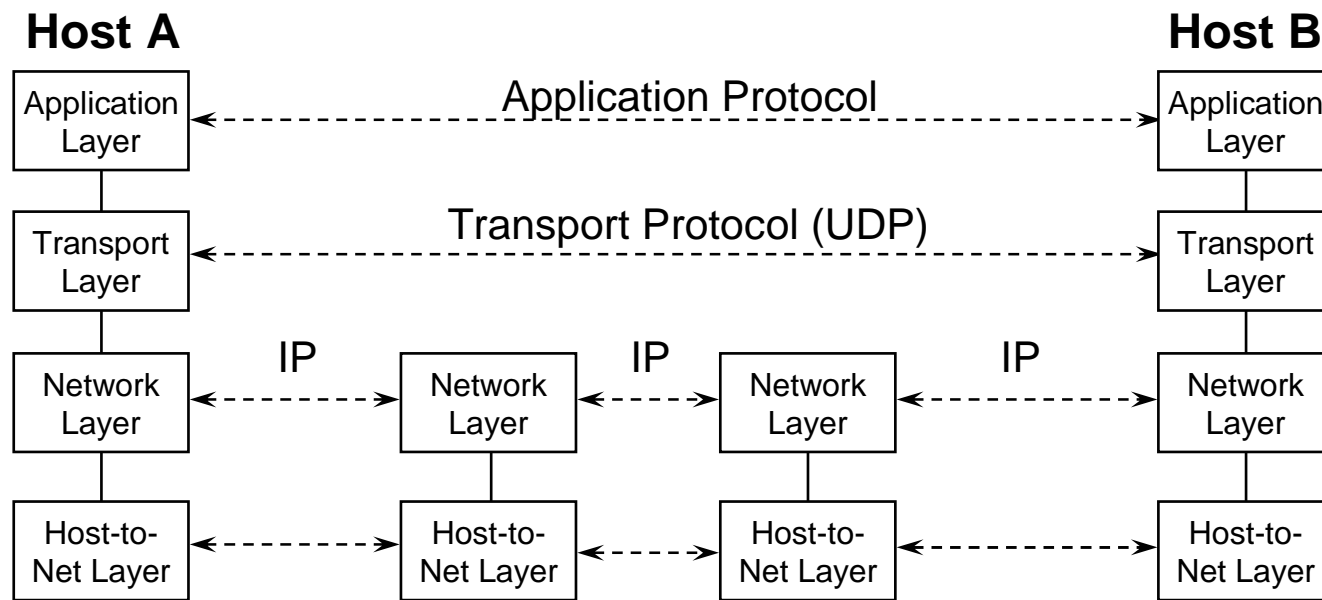 Host A
Host B
Application
Layer
Application Protocol
Application
Layer
Transport
Layer
Transport Protocol (UDP)
Transport
Layer
Network
Layer
IP
Network
Layer
IP
Network
Layer
IP
Network
Layer
Host-to-
Net Layer
Host-to-
Net Layer
Host-to-
Net Layer
Host-to-
Net Layer